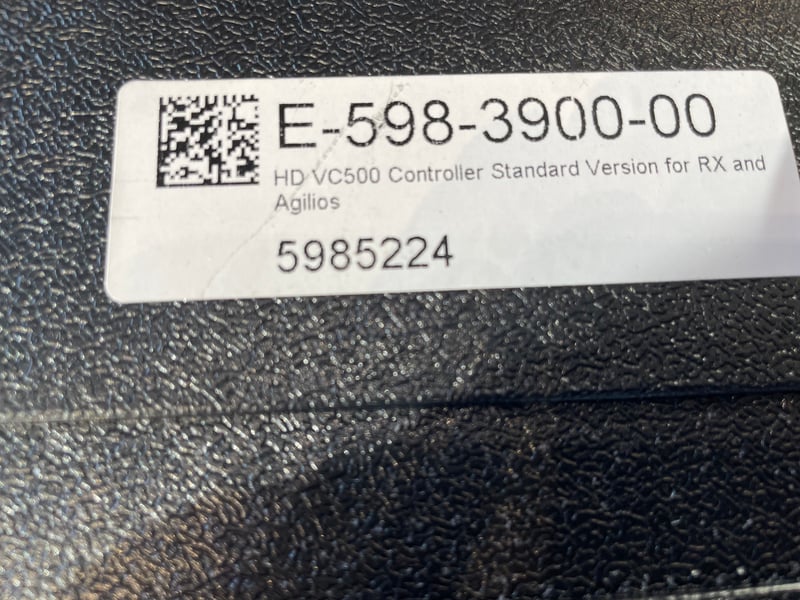 E-598-3900-00
HD VC500 Controller Standard Version for RX and
Agilios
5985224